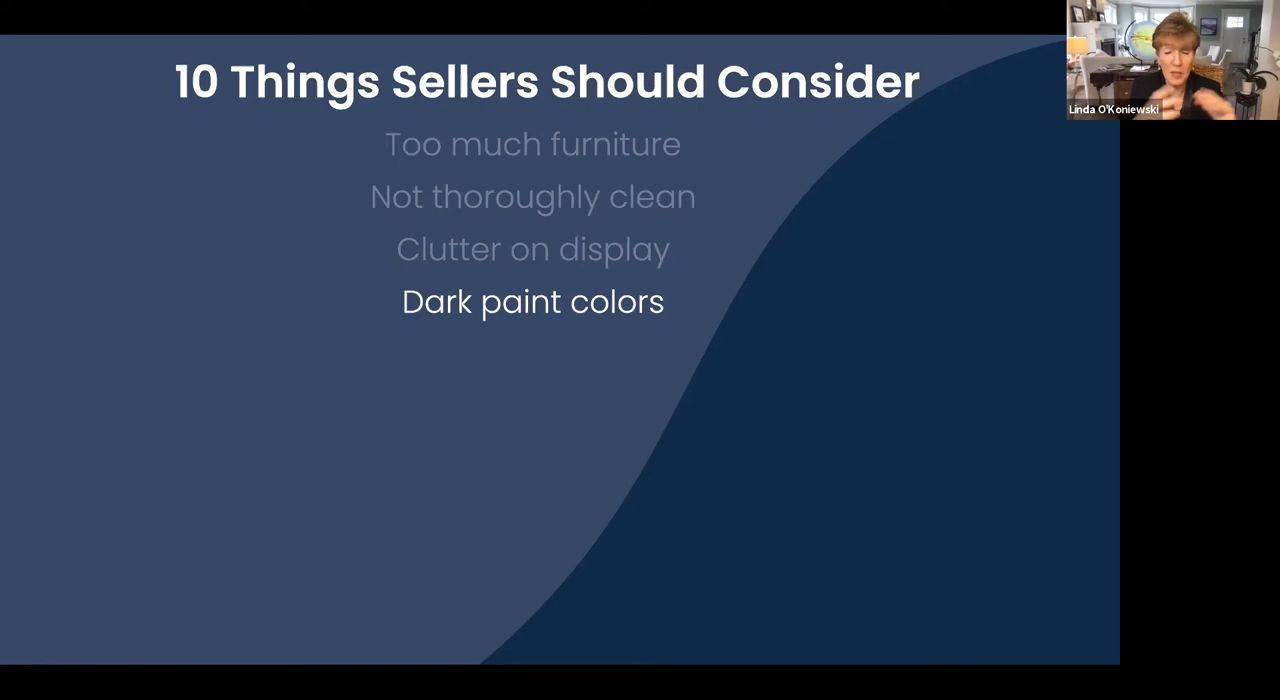 10 Things Sellers Should Consider
Too much furniture
Not thoroughly clean
Clutter on display
Dark paint colors
Linda O'Koniewski